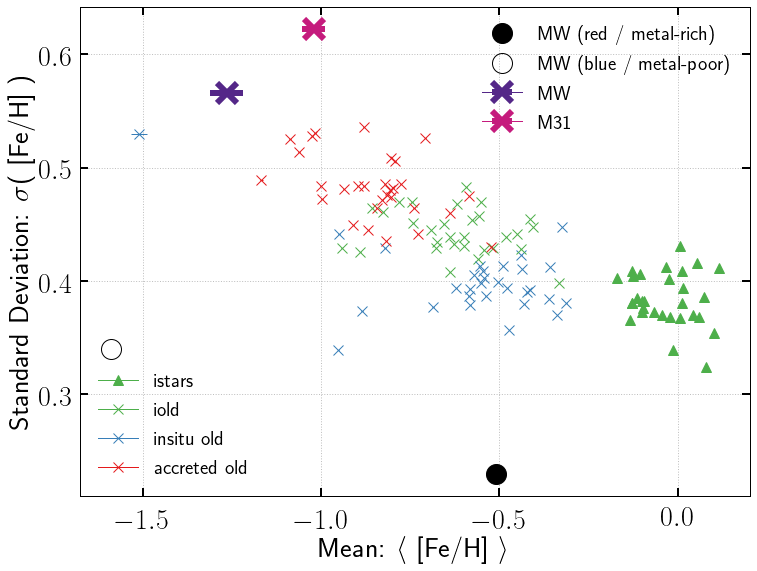 MW (red / metal-rich)
MW (blue / metal-poor)
MW
M31
0.6
0.5
0.4
0.3
Standard Deviation: σ( [Fe/H] )
istars
iold
insitu old
accreted old
−1.5
−1.0
−0.5
0.0
Mean: ⟨ [Fe/H] ⟩